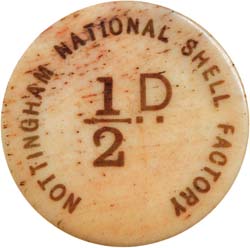 NOTTINGHAM NATIONAL SHELL FACTORY
1/2 D